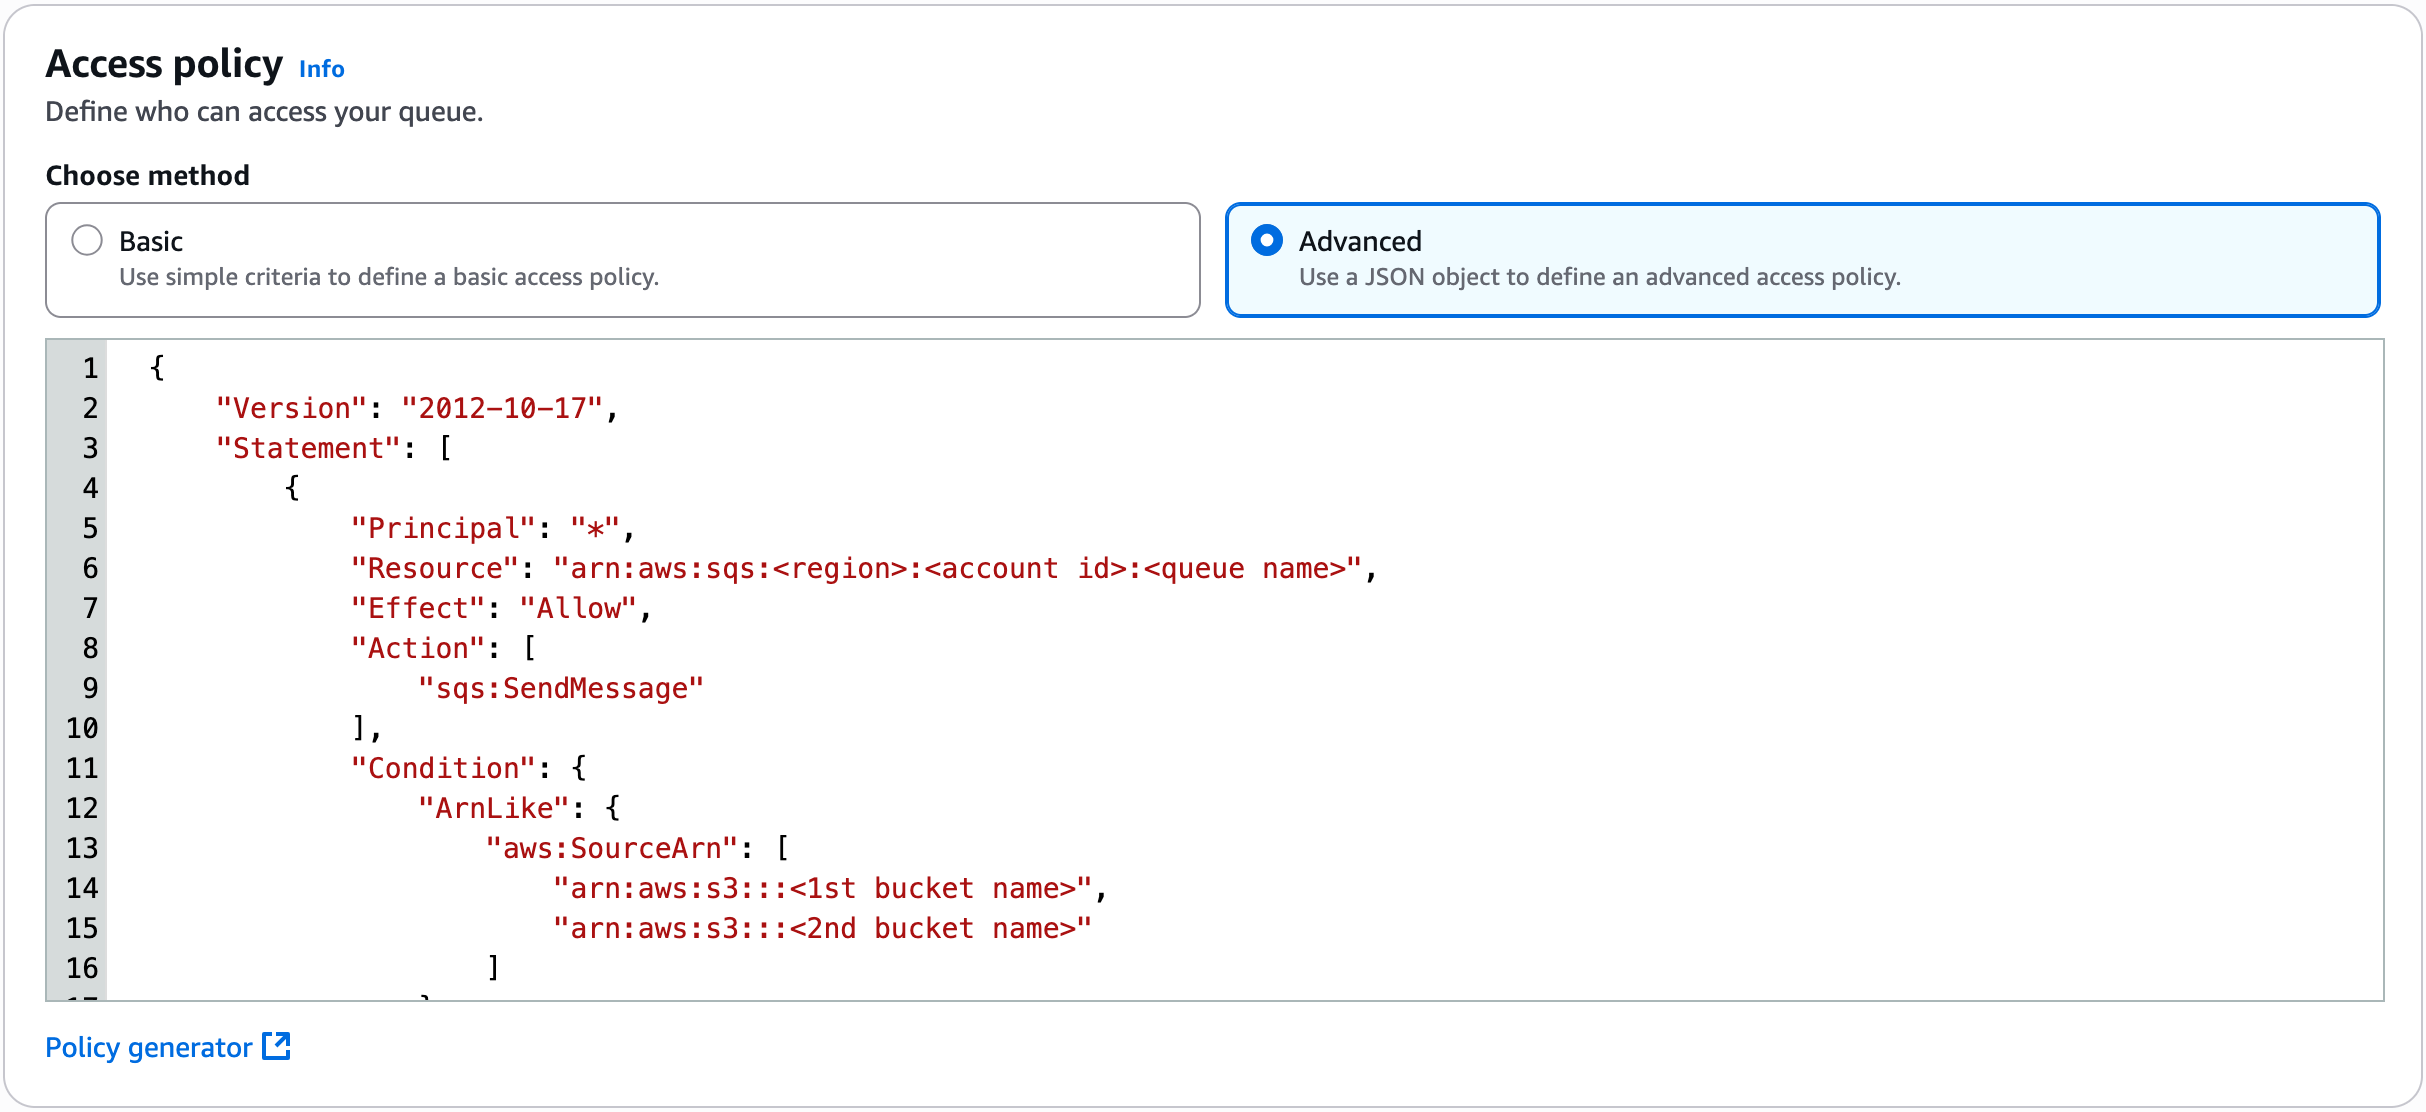 Access policy Info
Define who can access your queue.
Choose method
Basic
Use simple criteria to define a basic access policy.
Advanced
Use a JSON object to define an advanced access policy.
1 {
2 "Version": "2012-10-17",
3 "Statement": [
4 {
5 "Principal": "*",
6 "Resource": "arn:aws:sqs:<region>:<account id>:<queue name>",
7 "Effect": "Allow",
8 "Action": [
9 "sqs:SendMessage"
10 ],
11 "Condition": {
12 "ArnLike": {
13 "aws:SourceArn": [
14 "arn:aws:s3:::<1st bucket name>",
15 "arn:aws:s3:::<2nd bucket name>"
16 ]
Policy generator